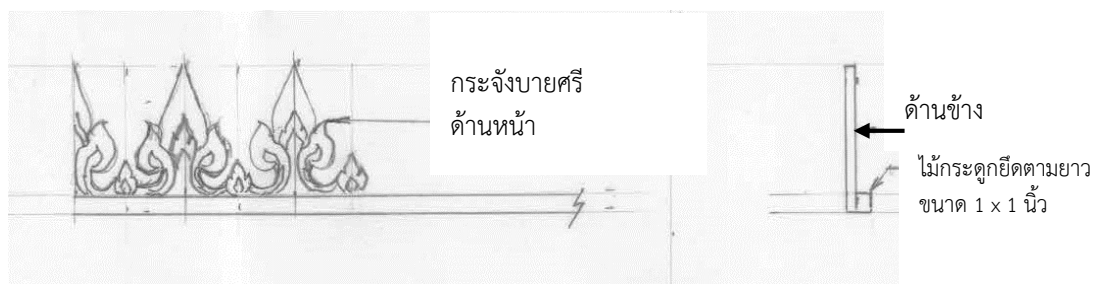 กระจังบายศรี
ด้านหน้า
ด้านข้าง
ไม้กระดูกยึดตามยาว
ขนาด 1 x 1 นิ้ว